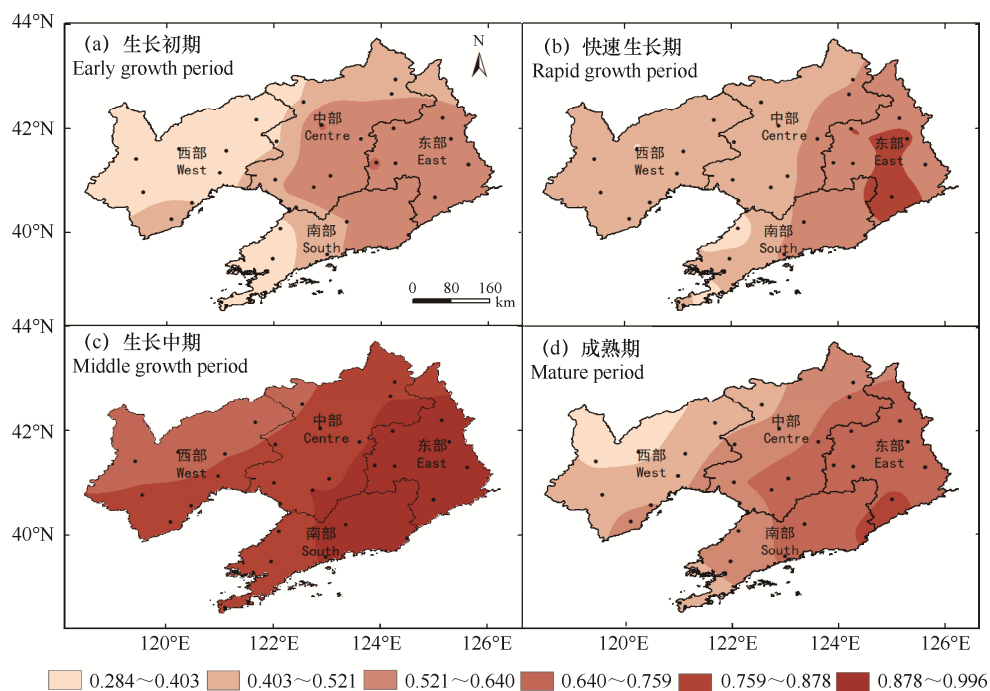 44°N
42°N
40°N
(a) 生长初期
Early growth period
N
中部
Centre
西部
West
东部
East
南部
South
0 80 160
km
(b) 快速生长期
Rapid growth period
中部
Centre
西部
West
东部
East
南部
South
44°N
42°N
40°N
(c) 生长中期
Middle growth period
中部
Centre
西部
West
东部
East
南部
South
(d) 成熟期
Mature period
中部
Centre
西部
West
东部
East
南部
South
120°E 122°E 124°E 126°E 120°E 122°E 124°E 126°E
0.284～0.403 0.403～0.521 0.521～0.640 0.640～0.759 0.759～0.878 0.878～0.996